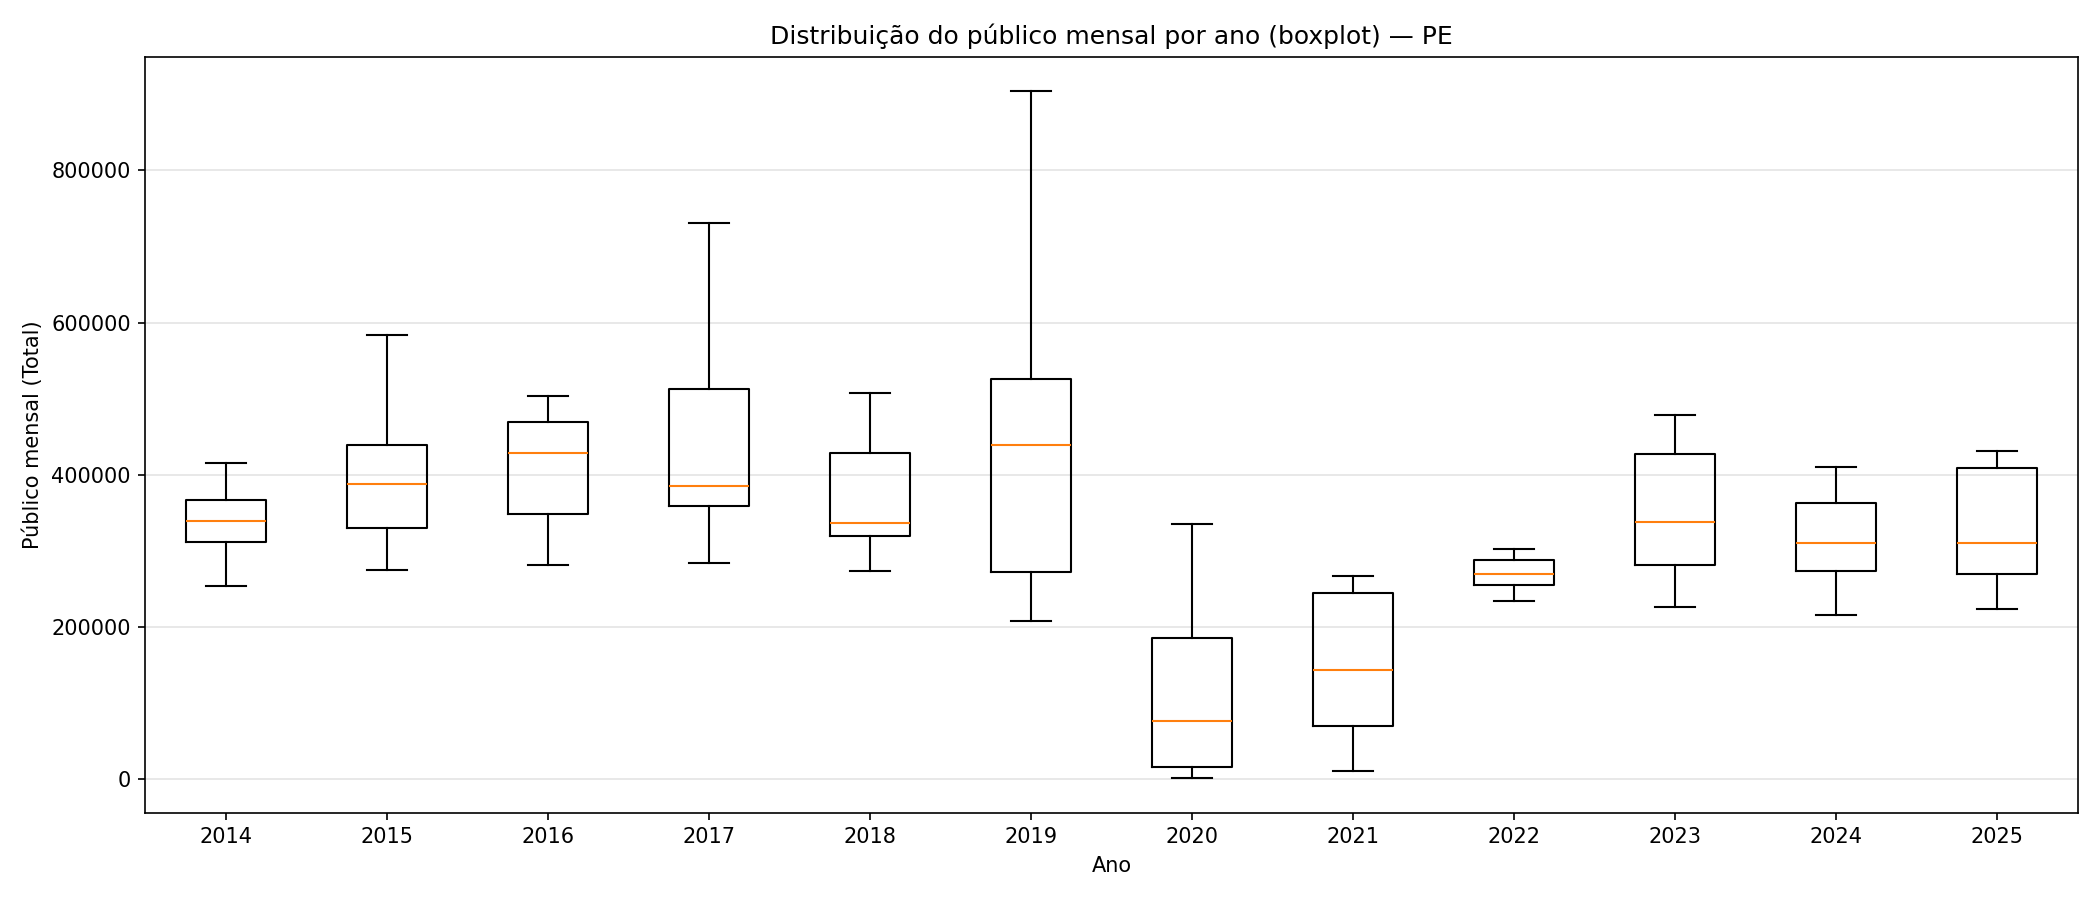 Distribuição do público mensal por ano (boxplot) — PE
Público mensal (Total)
800000
600000
400000
200000
0
2014 2015 2016 2017 2018 2019 2020 2021 2022 2023 2024 2025
Ano